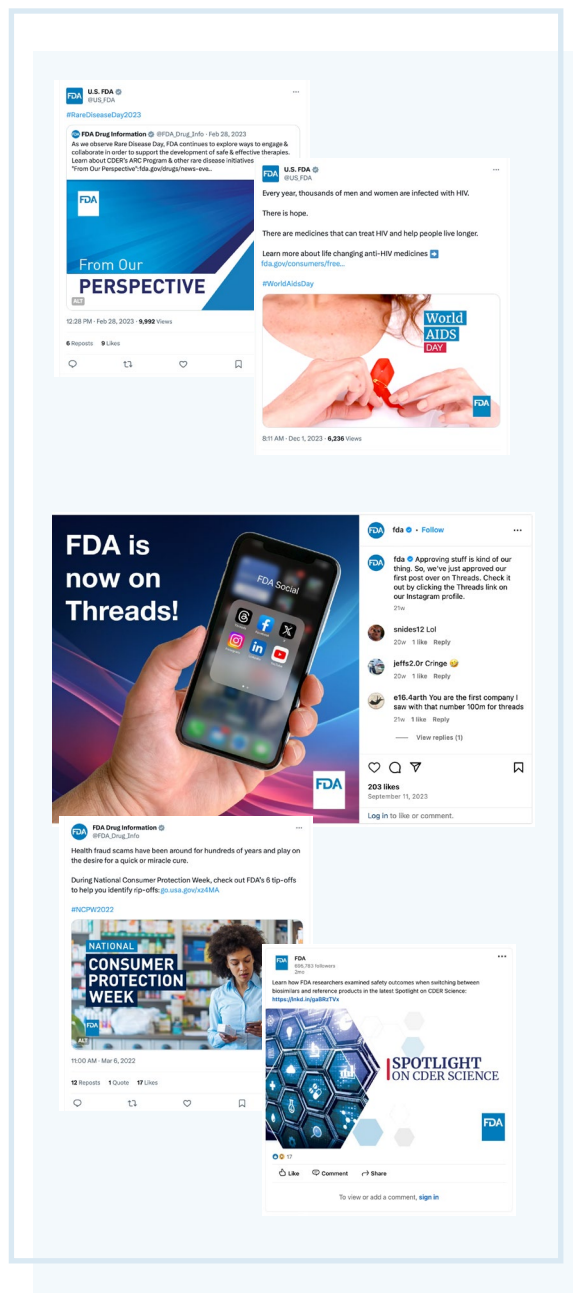 FDA
U.S. FDA
@US_FDA
#RareDiseaseDay2023
FDA Drug Information @FDA_Drug_Info · Feb 28, 2023
As we observe Rare Disease Day, FDA continues to explore ways to engage &
collaborate in order to support the development of safe & effective therapies.
Learn about CDER's ARC Program & other rare disease initiatives
"From Our Perspective":fda.gov/drugs/news-eve...
FDA
From Our
PERSPECTIVE
ALT
12:28 PM · Feb 28, 2023 · 9,992 Views
6 Reposts 9 Likes
FDA
U.S. FDA
@US_FDA
Every year, thousands of men and women are infected with HIV.
There is hope.
There are medicines that can treat HIV and help people live longer.
Learn more about life changing anti-HIV medicines
fda.gov/consumers/free...
#WorldAidsDay
World
AIDS
DAY
FDA
8:11 AM · Dec 1, 2023 · 6,236 Views
FDA is
now on
Threads!
FDA Social
FDA
FDA
fda • Follow
FDA
fda Approving stuff is kind of our
thing. So, we've just approved our
first post over on Threads. Check it
out by clicking the Threads link on
our Instagram profile.
21w
snides12 Lol
20w 1 like Reply
jeffs2.0r Cringe
20w 1 like Reply
e16.4arth You are the first company I
saw with that number 100m for threads
21w 1 like Reply
View replies (1)
203 likes
September 11, 2023
Log in to like or comment.
FDA
FDA Drug Information
@FDA_Drug_Info
Health fraud scams have been around for hundreds of years and play on
the desire for a quick or miracle cure.
During National Consumer Protection Week, check out FDA's 6 tip-offs
to help you identify rip-offs:go.usa.gov/xz4MA
#NCPW2022
NATIONAL
CONSUMER
PROTECTION
WEEK
FDA
ALT
11:00 AM · Mar 6, 2022
12 Reposts 1 Quote 17 Likes
FDA
FDA
896,783 followers
2mo
Learn how FDA researchers examined safety outcomes when switching between
biosimilars and reference products in the latest Spotlight on CDER Science:
https://lnkd.in/gaBRzTVx
SPOTLIGHT
ON CDER SCIENCE
FDA
17
Like Comment Share
To view or add a comment, sign in